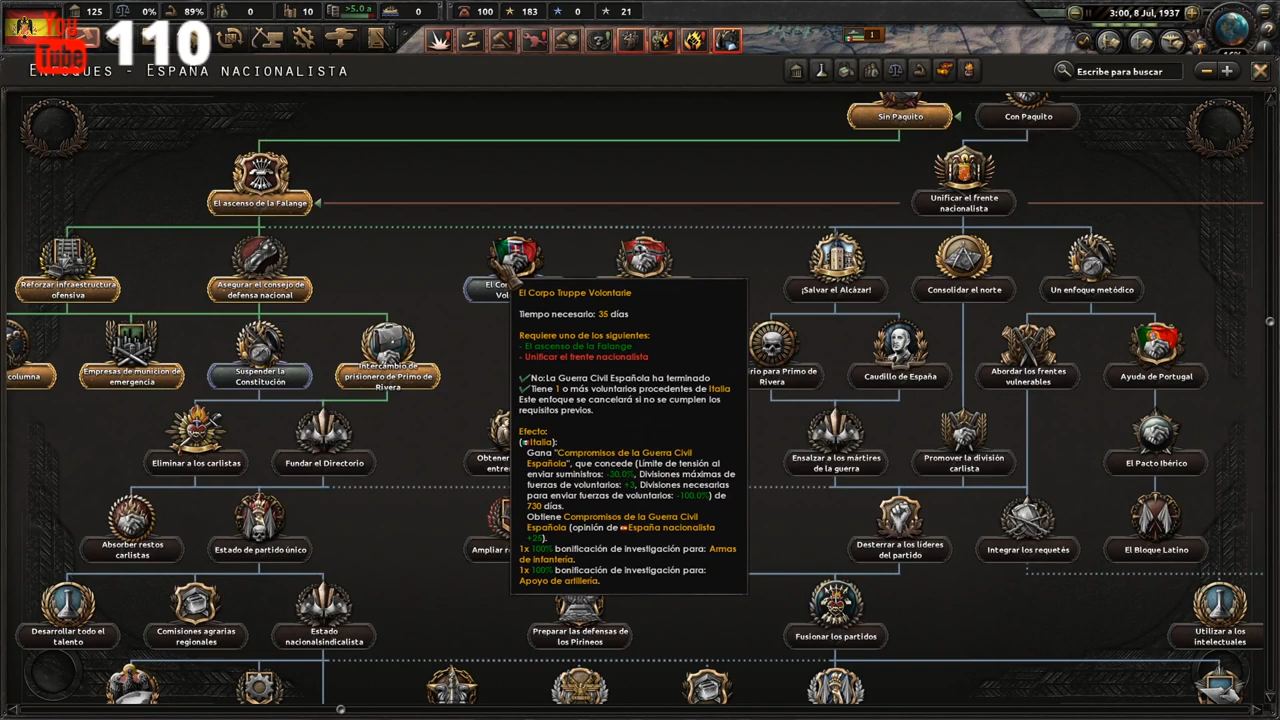 125 0% 89% 0 10 >5.0 a 0 100 183 0 21 3:00, 8 Jul, 1937
You
Tube
110
1
ENFOQUES - ESPAÑA NACIONALISTA
Escribe para buscar
Sin Paquito
Con Paquito
El ascenso de la Falange
Unificar el frente
nacionalista
Reforzar infraestructura
ofensiva
Asegurar el consejo de
defensa nacional
¡Salvar el Alcázar!
Consolidar el norte
Un enfoque metódico
El Corpo Truppe Volontarie
Tiempo necesario: 35 días
Requiere uno de los siguientes:
- El ascenso de la Falange
- Unificar el frente nacionalista
No:La Guerra Civil Española ha terminado
Tiene 1 o más voluntarios procedentes de Italia
Este enfoque se cancelará si no se cumplen los
requisitos previos.
Efecto:
(Italia):
Gana "Compromisos de la Guerra Civil
Española", que concede (Límite de tensión al
enviar suministros: -30.0%, Divisiones máximas de
fuerzas de voluntarios: +3, Divisiones necesarias
para enviar fuerzas de voluntarios: -100.0%) de
730 días.
Obtiene Compromisos de la Guerra Civil
Española (opinión de España nacionalista
+25).
1x 100% bonificación de investigación para: Armas
de infantería.
1x 100% bonificación de investigación para:
Apoyo de artillería.
columna
Empresas de munición de
emergencia
Suspender la
Constitución
Intercambio de
prisionero de Primo de
Rivera
Rivera
Caudillo de España
Abordar los frentes
vulnerables
Ayuda de Portugal
Eliminar a los carlistas
Fundar el Directorio
Ensalzar a los mártires
de la guerra
Promover la división
carlista
El Pacto Ibérico
Absorber restos
carlistas
Estado de partido único
Desterrar a los líderes
del partido
Integrar los requetés
El Bloque Latino
Desarrollar todo el
talento
Comisiones agrarias
regionales
Estado
nacionalsindicalista
Preparar las defensas de
los Pirineos
Fusionar los partidos
Utilizar a los
intelectuales